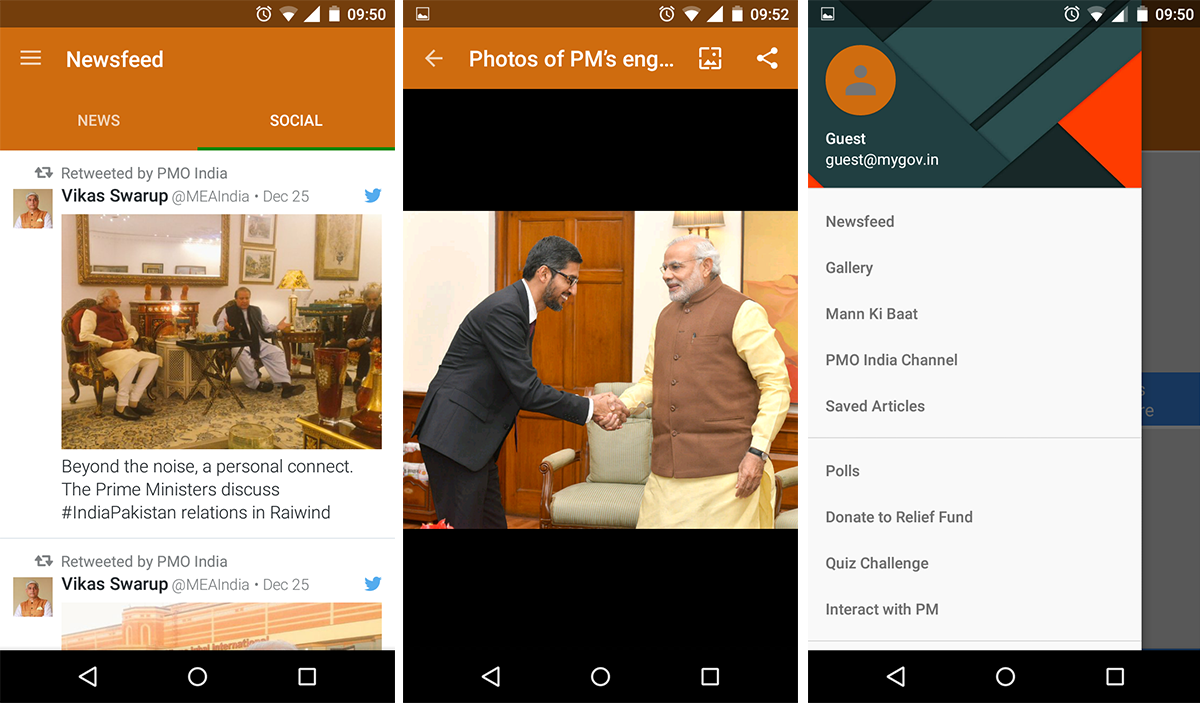 09:50
Newsfeed
NEWS
SOCIAL
Retweeted by PMO India
Vikas Swarup @MEAIndia • Dec 25
Beyond the noise, a personal connect.
The Prime Ministers discuss
#IndiaPakistan relations in Raiwind
Retweeted by PMO India
Vikas Swarup @MEAIndia • Dec 25
International
09:52
Photos of PM’s eng...
09:50
Guest
guest@mygov.in
Newsfeed
Gallery
Mann Ki Baat
PMO India Channel
Saved Articles
Polls
Donate to Relief Fund
Quiz Challenge
Interact with PM